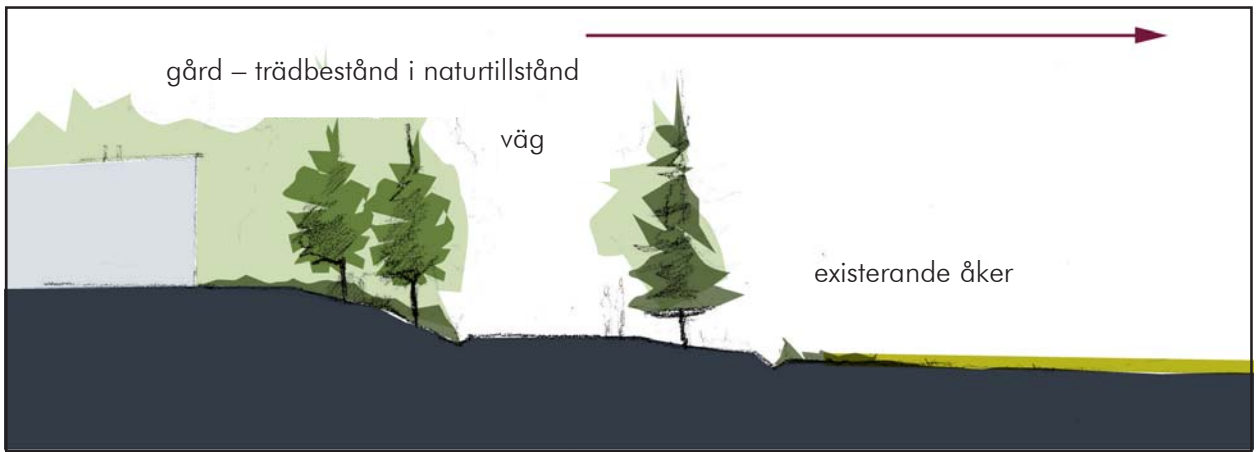 gård – trädbestånd i naturtillstånd
väg
existerande åker